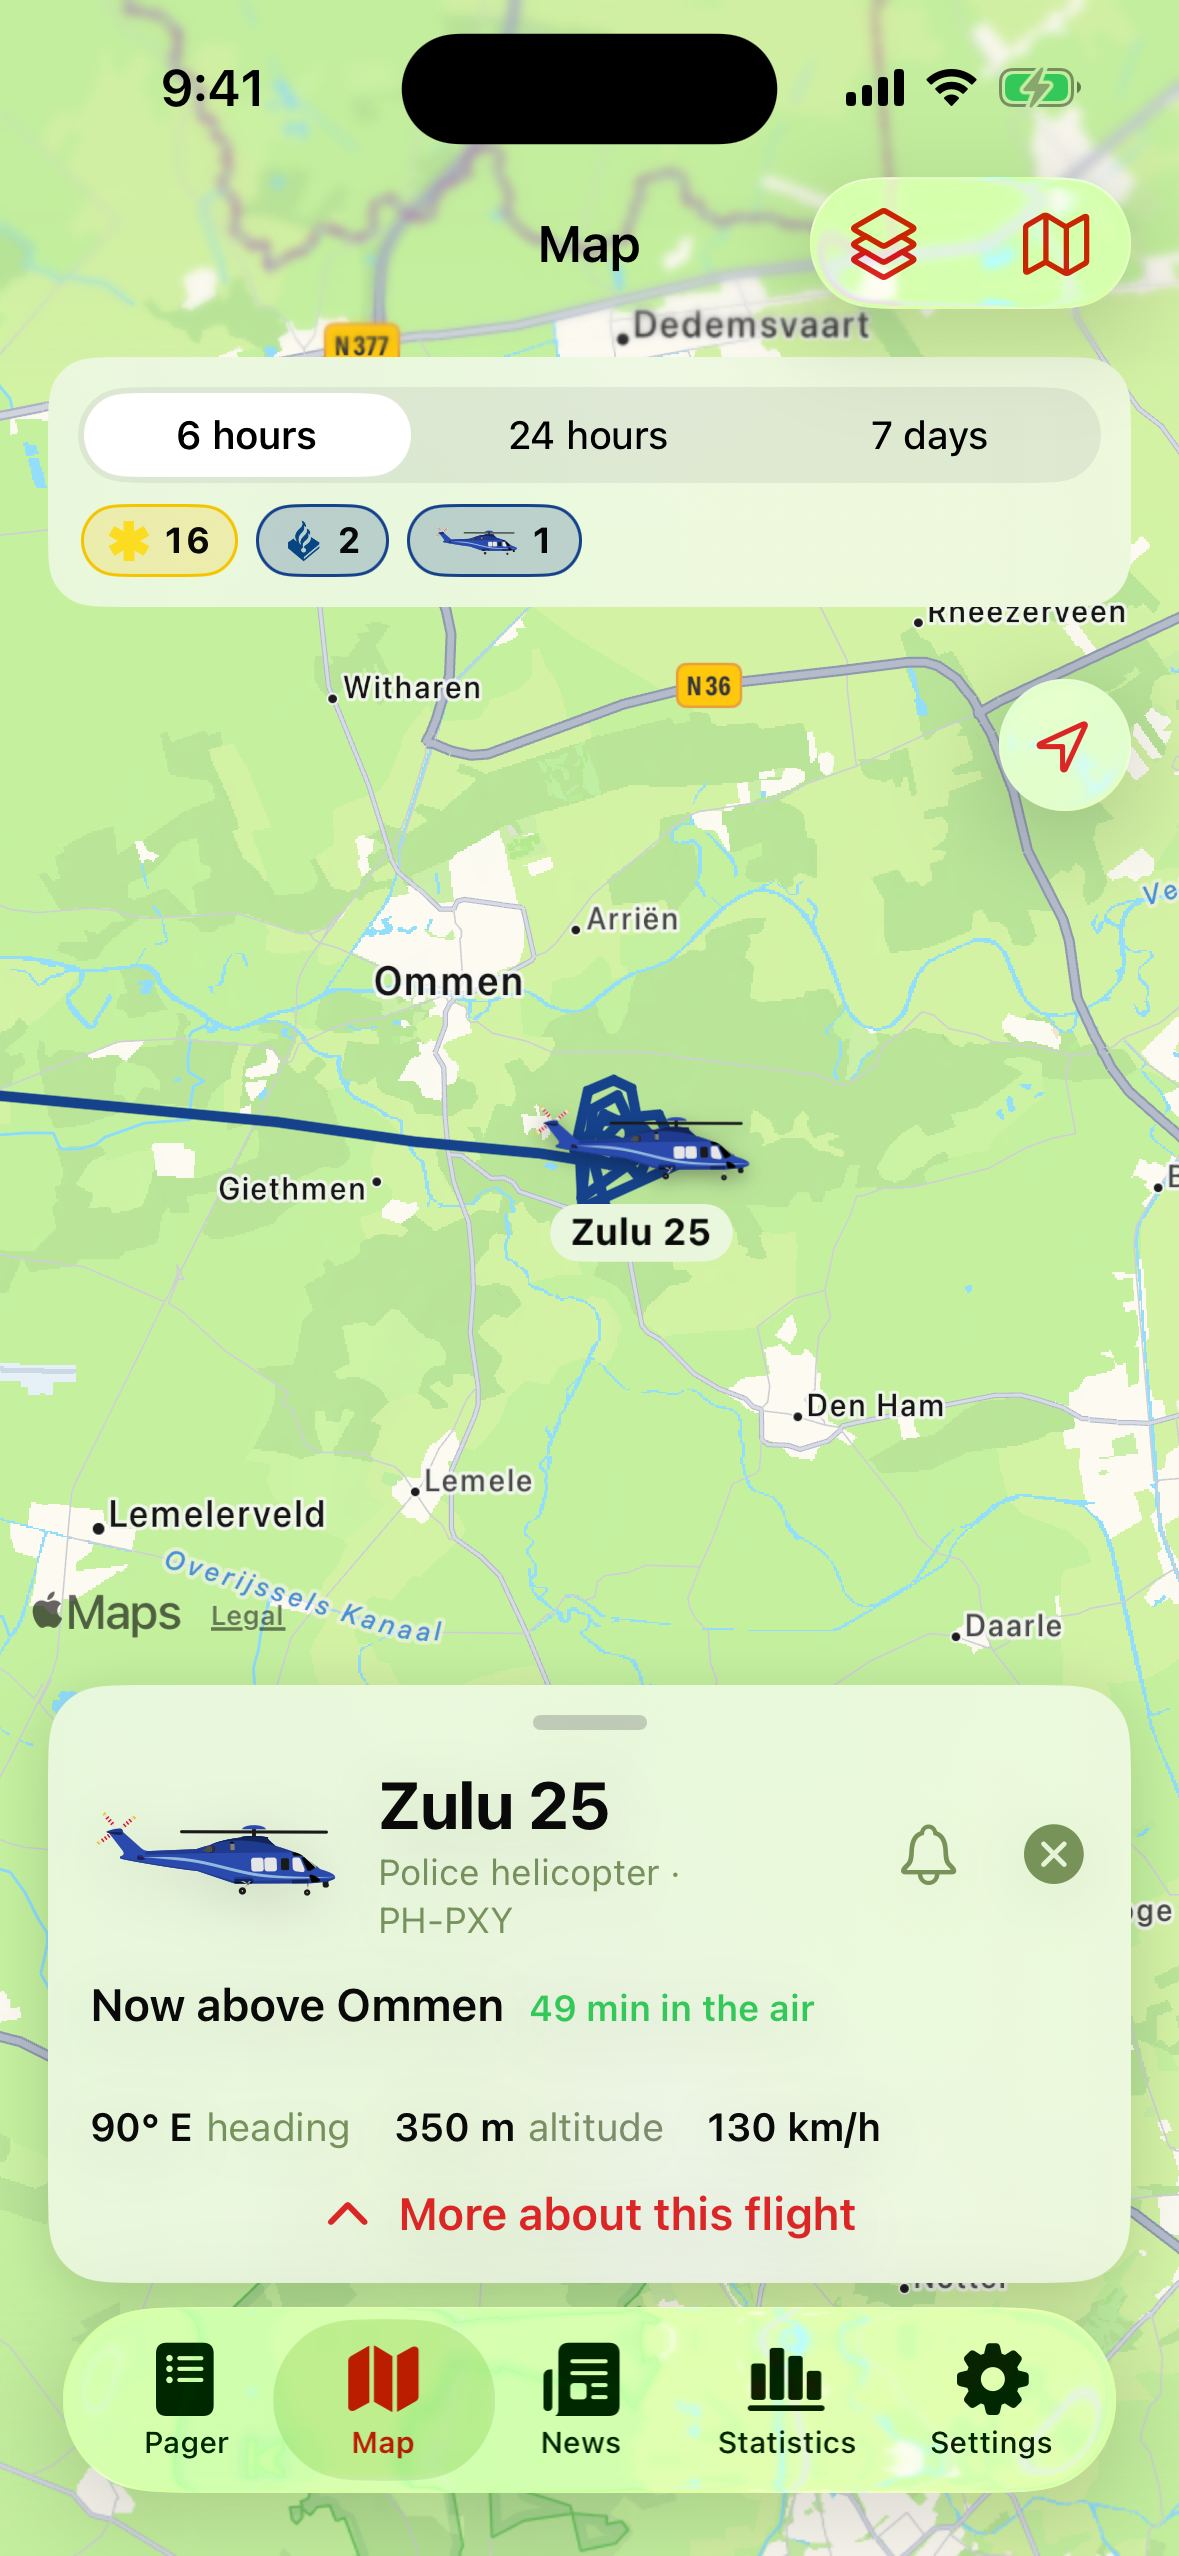 9:41
Map
Dedemsvaart
N377
6 hours
24 hours
7 days
16
2
1
Rheezerveen
Witharen
N36
Ve
Arriën
Ommen
Giethmen
Zulu 25
Den Ham
Lemele
Lemelerveld
Overijssels Kanaal
Maps
Legal
Daarle
Zulu 25
Police helicopter ·
PH-PXY
Now above Ommen 49 min in the air
90° E heading 350 m altitude 130 km/h
More about this flight
Pager
Map
News
Statistics
Settings